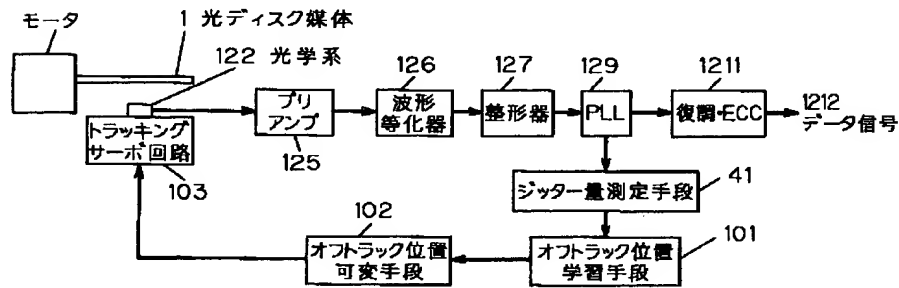 モータ
1 光ディスク媒体
122 光学系
トラッキング
サーボ回路
103
プリ
アンプ
125
126
波形
等化器
127
整形器
129
PLL
1211
復調・ECC
1212
データ信号
ジッター量測定手段
41
102
オフトラック位置
可変手段
オフトラック位置
学習手段
101